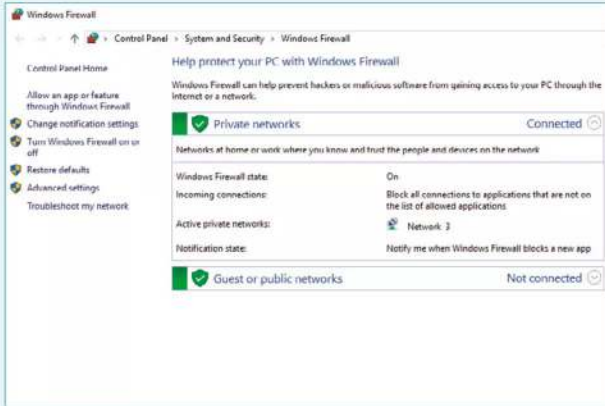 Windows Firewall
Control Panel > System and Security > Windows Firewall
Control Panel Home
Allow an app or feature
through Windows Firewall
Change notification settings
Turn Windows Firewall on or
off
Restore defaults
Advanced settings
Troubleshoot my network
Help protect your PC with Windows Firewall
Windows Firewall can help prevent hackers or malicious software from gaining access to your PC through the
Internet or a network.
Private networks Connected
Networks at home or work where you know and trust the people and devices on the network
Windows Firewall state: On
Incoming connections: Block all connections to applications that are not on
the list of allowed applications
Active private networks: Network 3
Notification state: Notify me when Windows Firewall blocks a new app
Guest or public networks Not connected